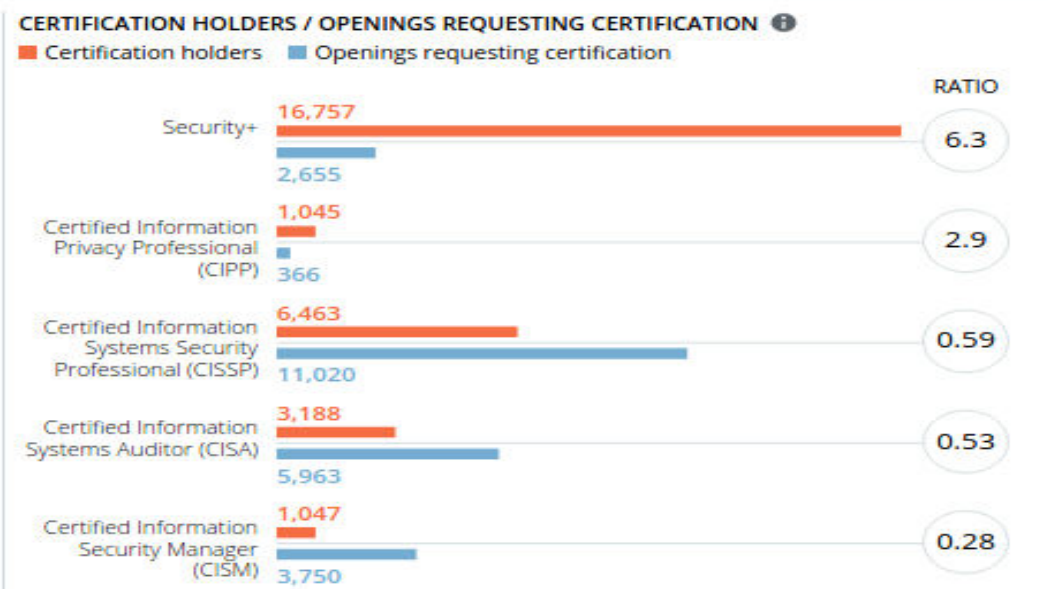 CERTIFICATION HOLDERS / OPENINGS REQUESTING CERTIFICATION i
Certification holders Openings requesting certification
RATIO
16,757
Security+
6.3
2,655
1,045
Certified Information
Privacy Professional
(CIPP)
2.9
366
6,463
Certified Information
Systems Security
Professional (CISSP)
0.59
11,020
3,188
Certified Information
Systems Auditor (CISA)
0.53
5,963
1,047
Certified Information
Security Manager
(CISM)
0.28
3,750